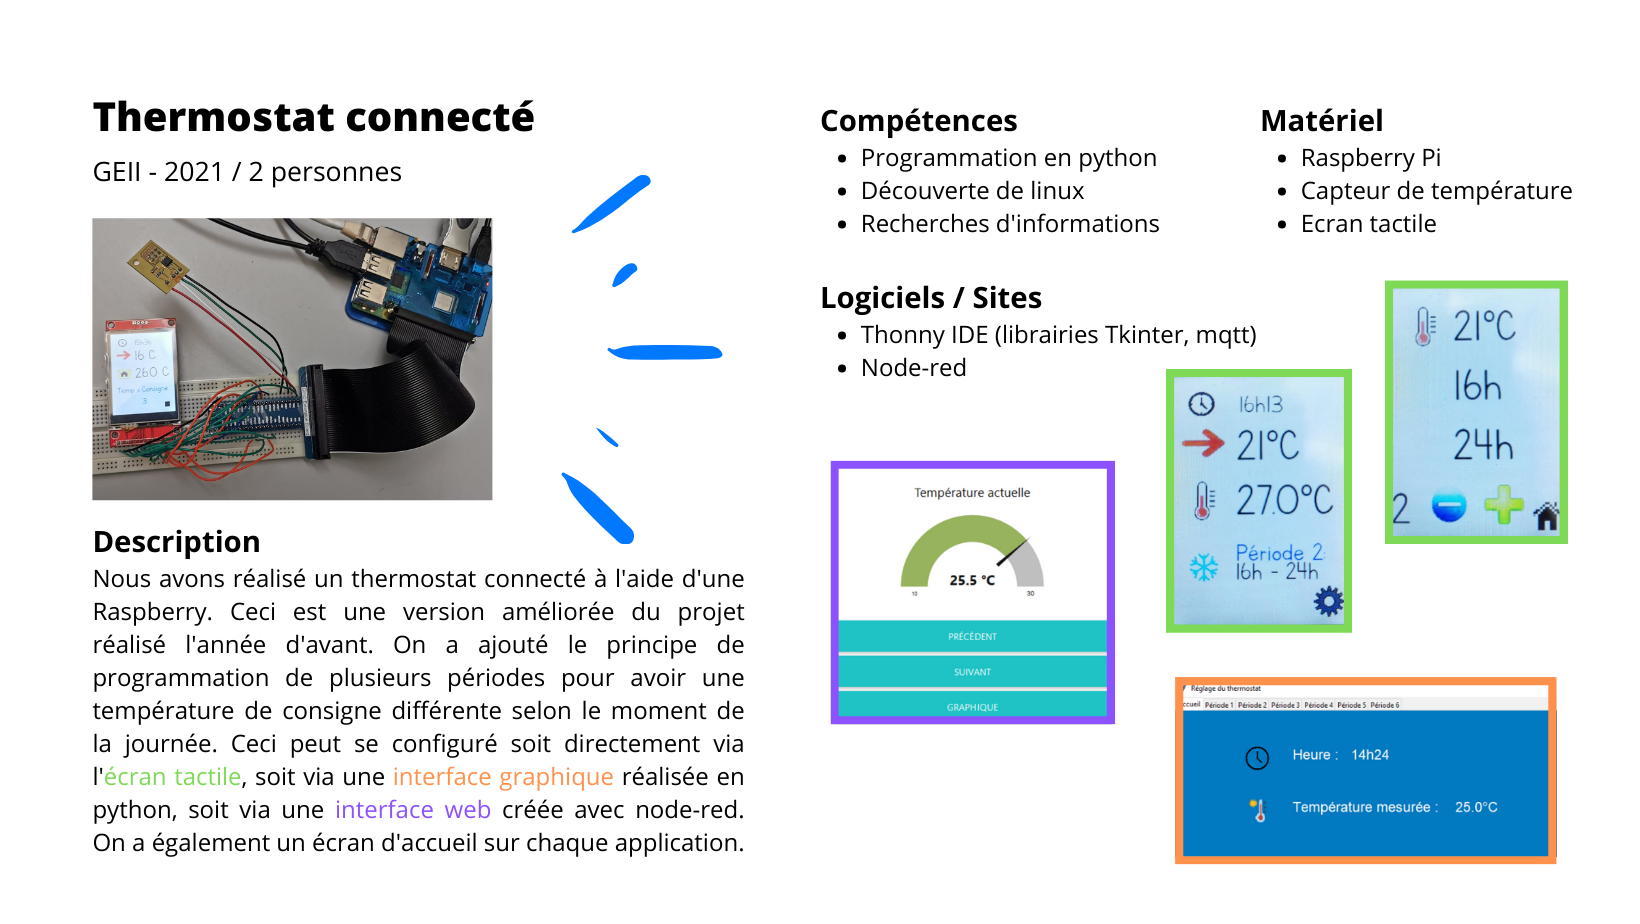 Thermostat connecté
GEII - 2021 / 2 personnes
16 C
26.0 C
Temp > Consigne
3
Description
Nous avons réalisé un thermostat connecté à l'aide d'une
Raspberry. Ceci est une version améliorée du projet
réalisé l'année d'avant. On a ajouté le principe de
programmation de plusieurs périodes pour avoir une
température de consigne différente selon le moment de
la journée. Ceci peut se configuré soit directement via
l'écran tactile, soit via une interface graphique réalisée en
python, soit via une interface web créée avec node-red.
On a également un écran d'accueil sur chaque application.
Compétences
Programmation en python
Découverte de linux
Recherches d'informations
Matériel
Raspberry Pi
Capteur de température
Ecran tactile
Logiciels / Sites
Thonny IDE (librairies Tkinter, mqtt)
Node-red
Température actuelle
25.5 °C
10
30
PRÉCÉDENT
SUIVANT
GRAPHIQUE
16h13
21°C
27.0°C
Période 2:
16h - 24h
21°C
16h
24h
2
Réglage du thermostat
ccueil Période 1 Période 2 Période 3 Période 4 Période 5 Période 6
Heure : 14h24
Température mesurée : 25.0°C